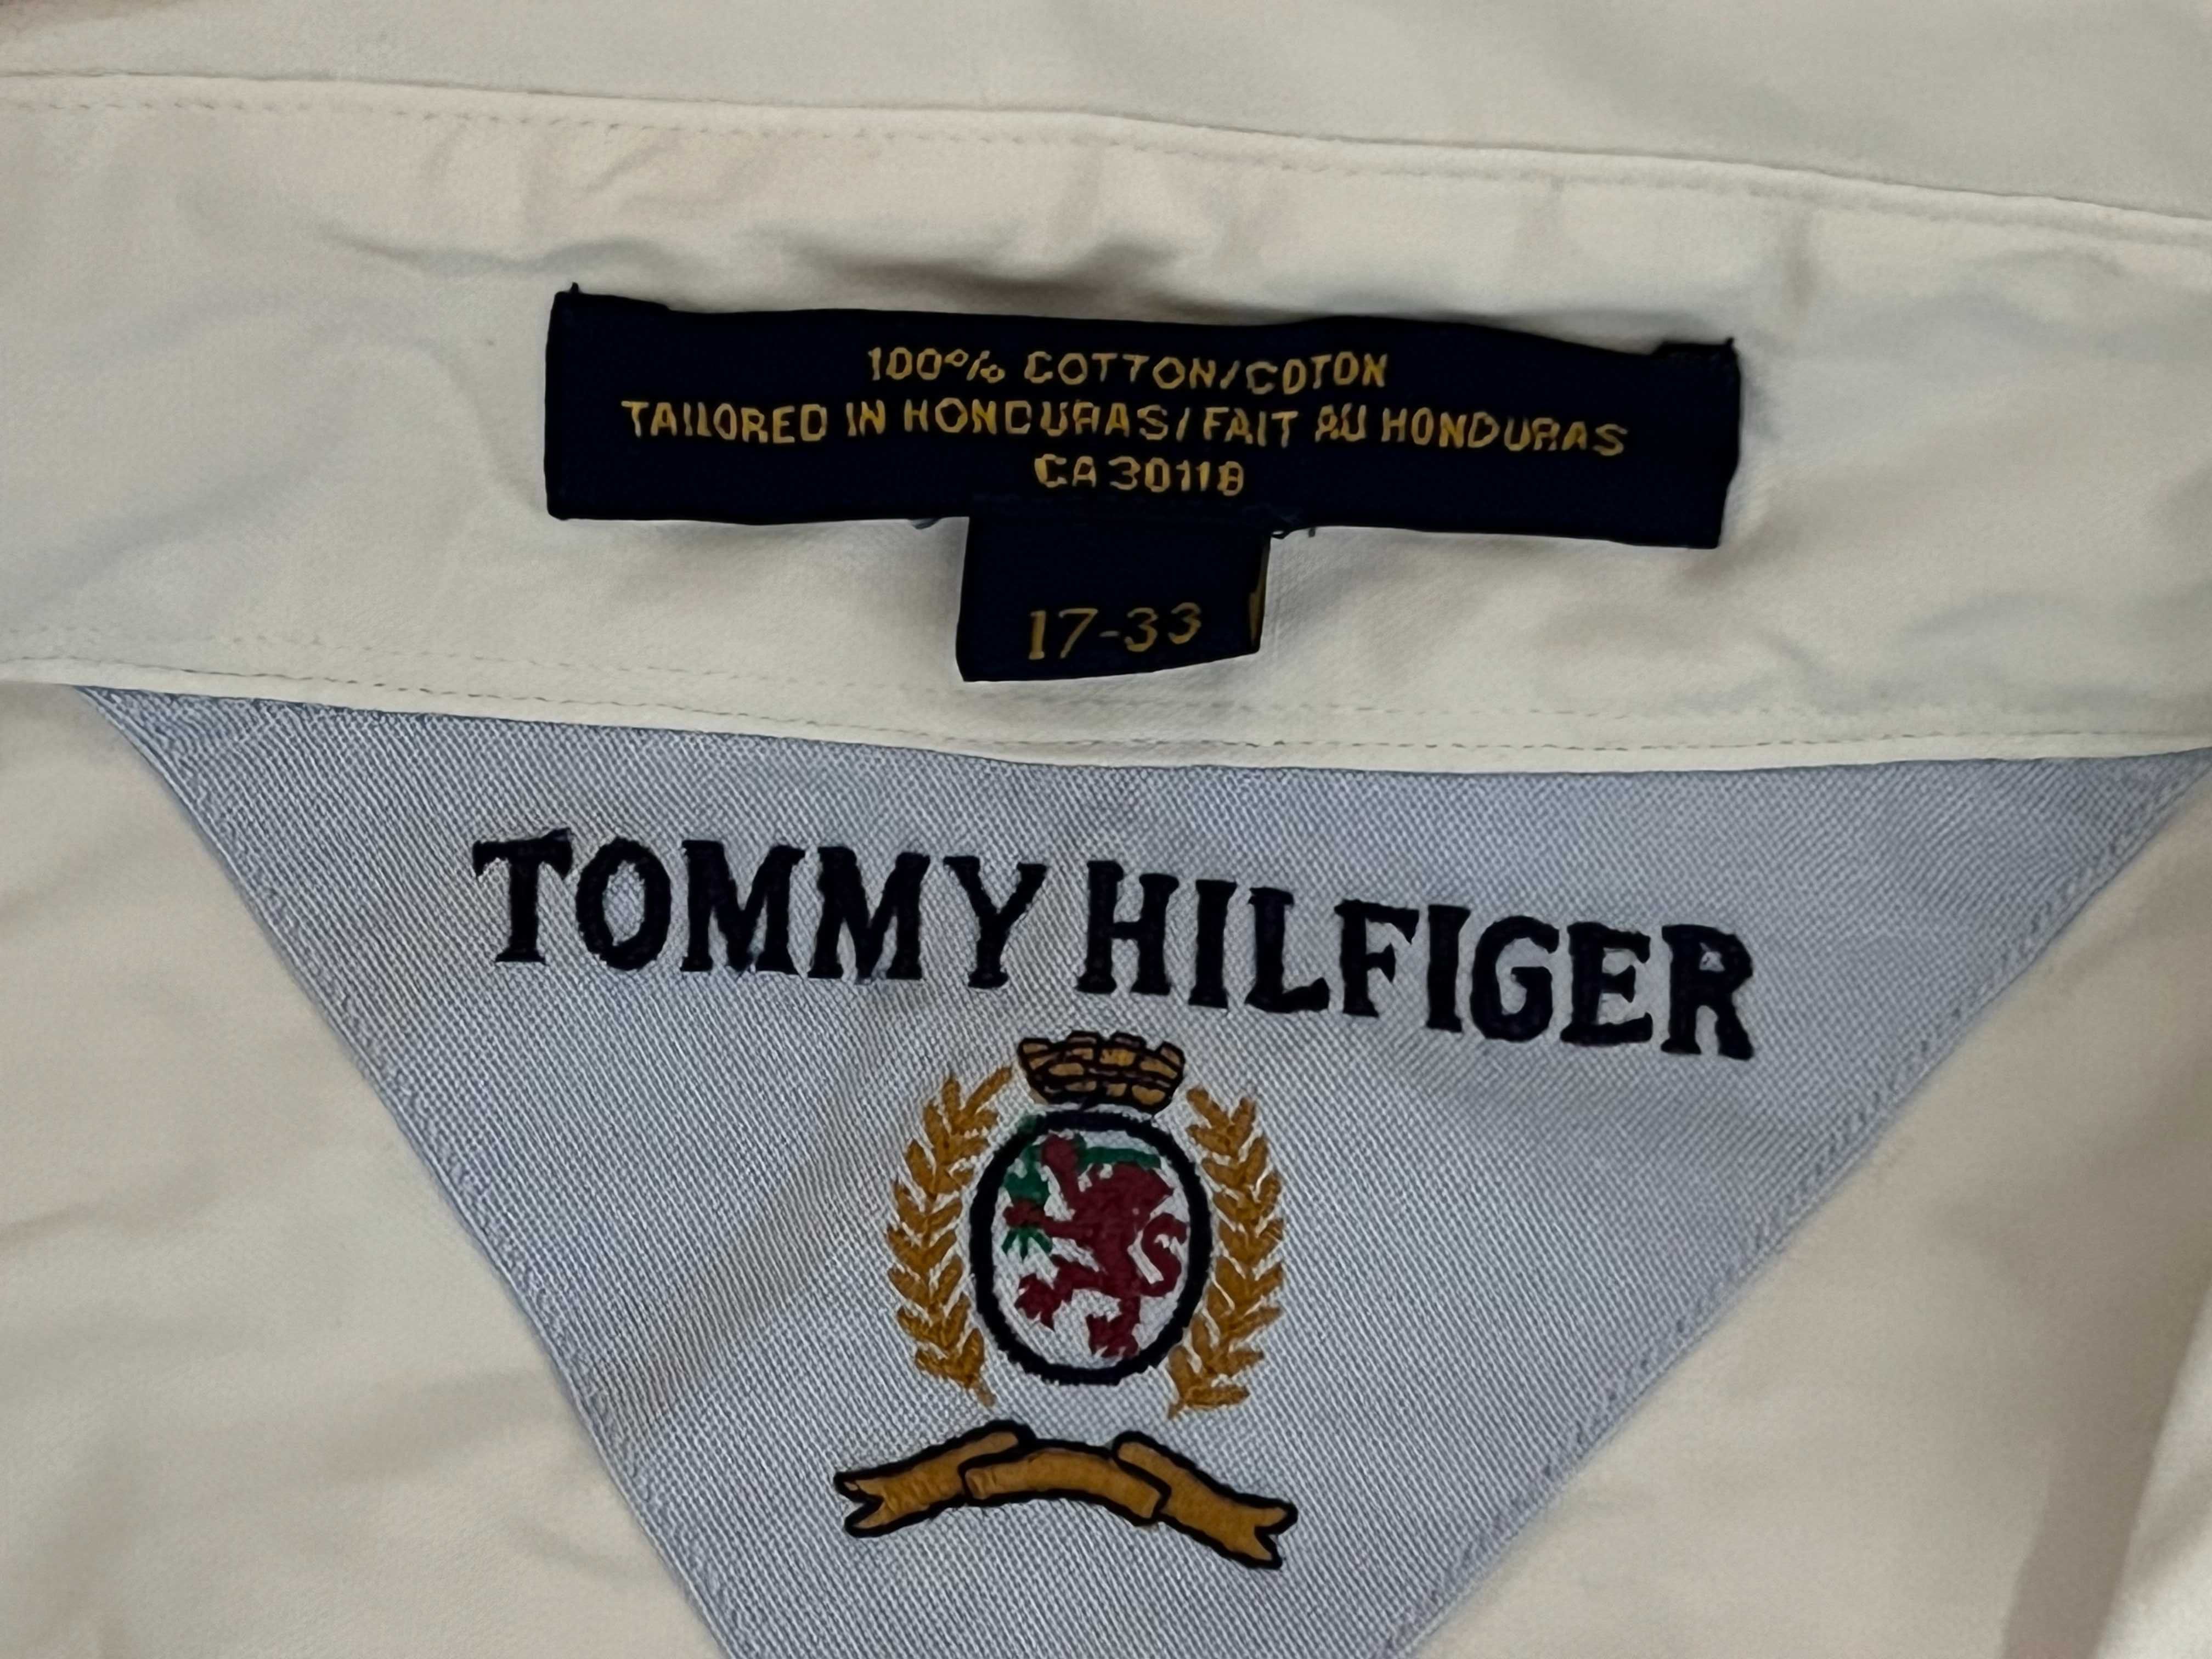 100% COTTON/COTON
TAILORED IN HONDURAS/FAIT AU HONDURAS
CA 30118
17-33
TOMMY HILFIGER